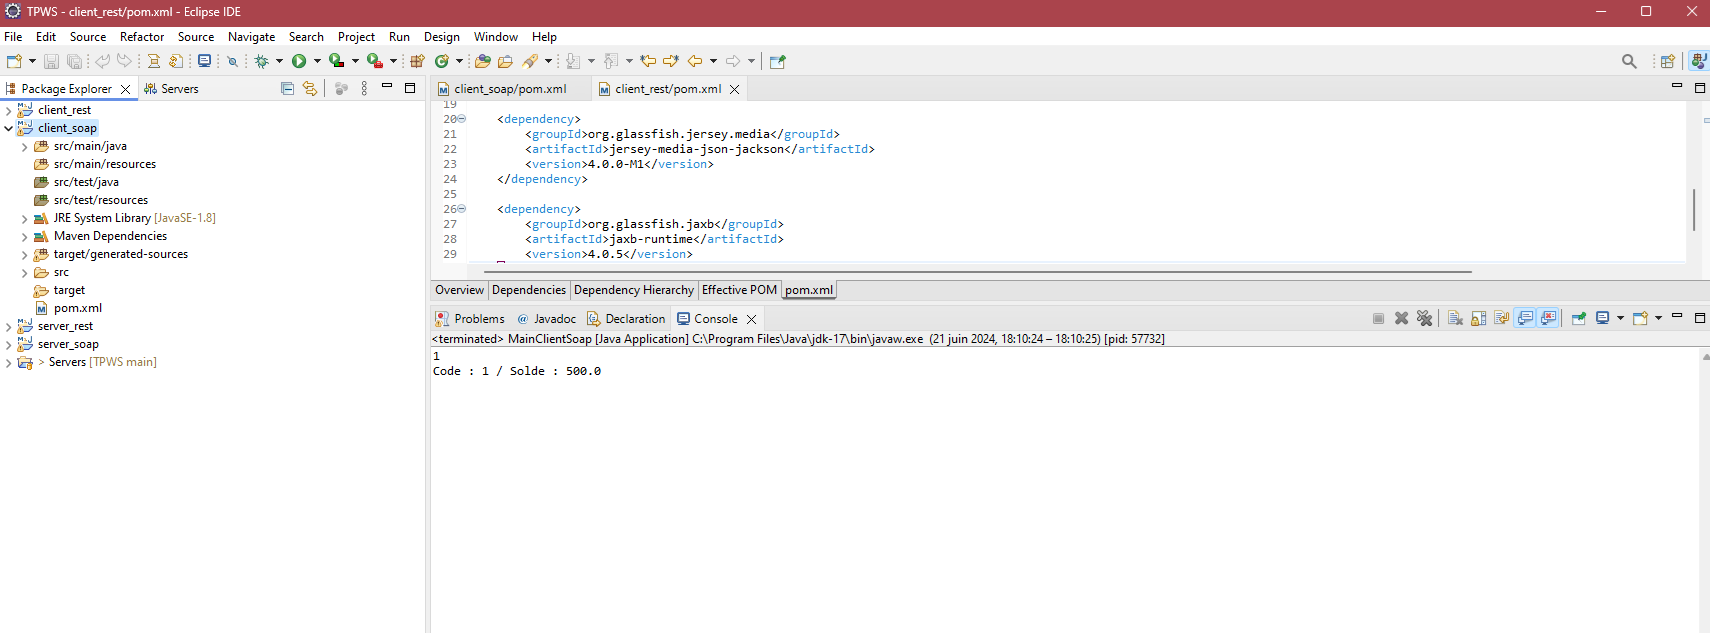 TPWS - client_rest/pom.xml - Eclipse IDE
File Edit Source Refactor Source Navigate Search Project Run Design Window Help
Package Explorer Servers
client_rest
client_soap
src/main/java
src/main/resources
src/test/java
src/test/resources
JRE System Library [JavaSE-1.8]
Maven Dependencies
target/generated-sources
src
target
pom.xml
server_rest
server_soap
> Servers [TPWS main]
client_soap/pom.xml client_rest/pom.xml
19
20 <dependency>
21 <groupId>org.glassfish.jersey.media</groupId>
22 <artifactId>jersey-media-json-jackson</artifactId>
23 <version>4.0.0-M1</version>
24 </dependency>
25
26 <dependency>
27 <groupId>org.glassfish.jaxb</groupId>
28 <artifactId>jaxb-runtime</artifactId>
29 <version>4.0.5</version>
Overview Dependencies Dependency Hierarchy Effective POM pom.xml
Problems Javadoc Declaration Console
<terminated> MainClientSoap [Java Application] C:\Program Files\Java\jdk-17\bin\javaw.exe (21 juin 2024, 18:10:24 – 18:10:25) [pid: 57732]
1
Code : 1 / Solde : 500.0